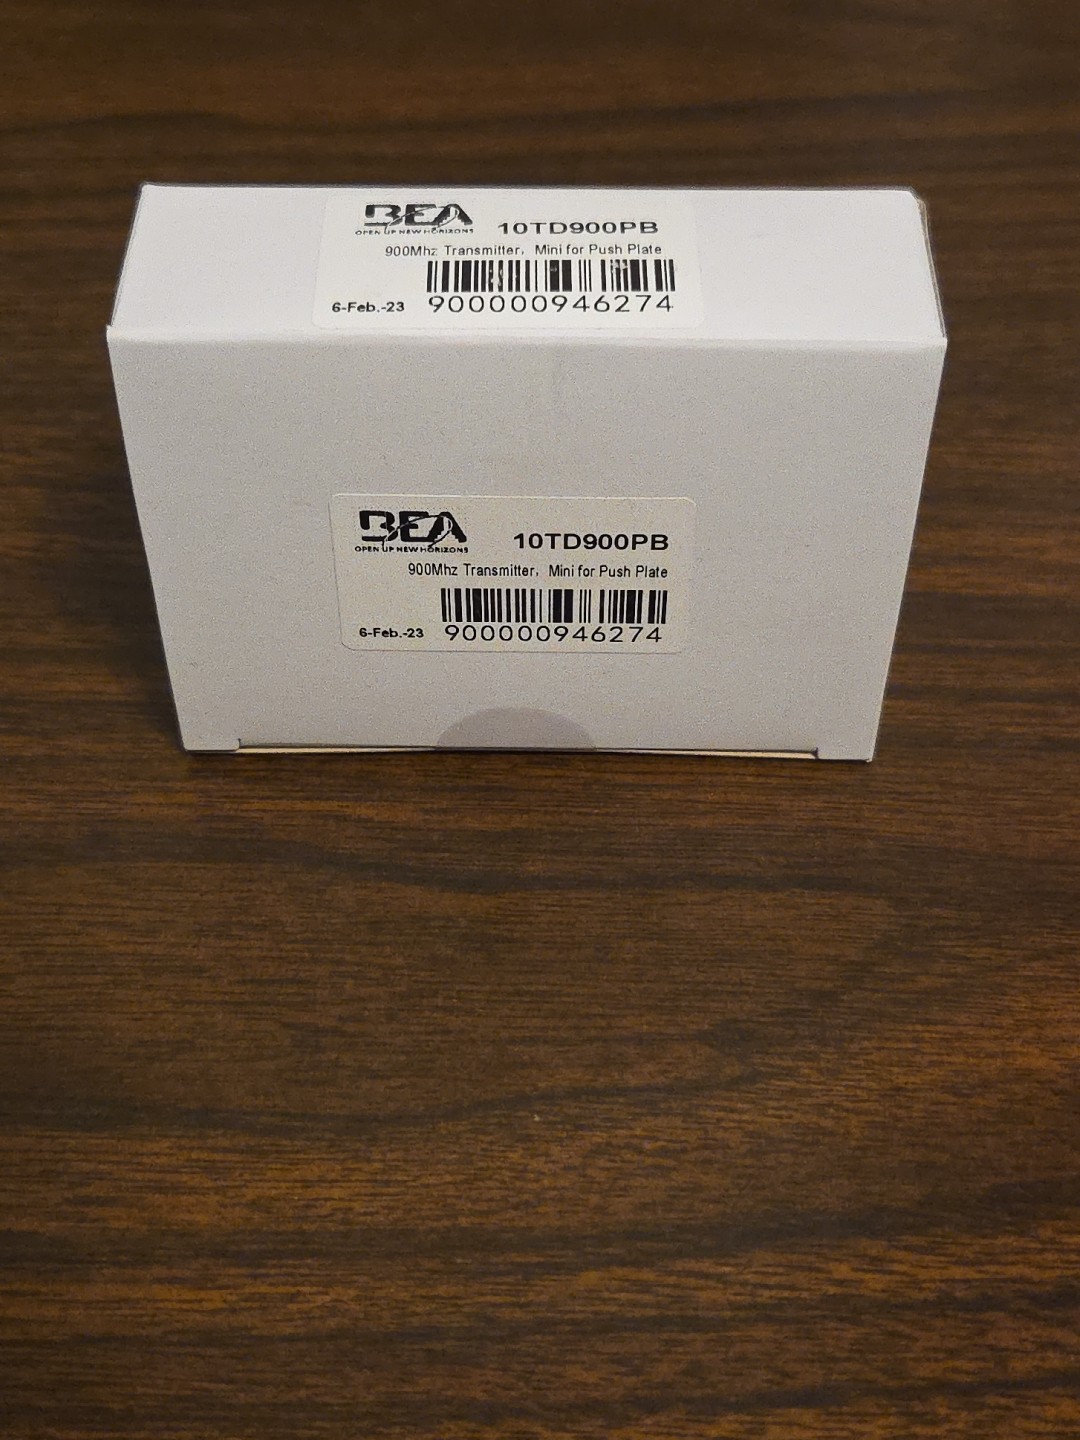 BEA
OPEN UP NEW HORIZONS
10TD900PB
900Mhz Transmitter, Mini for Push Plate
6-Feb.-23
900000946274
BEA
OPEN UP NEW HORIZONS
10TD900PB
900Mhz Transmitter, Mini for Push Plate
6-Feb.-23
900000946274